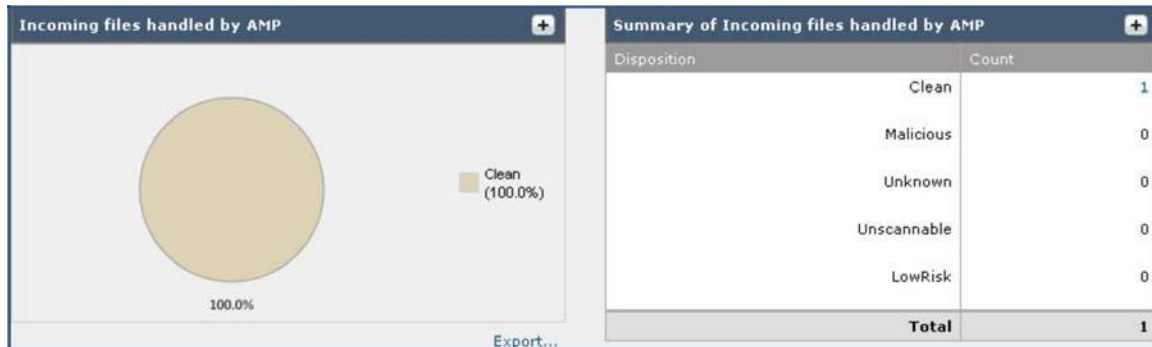 Incoming files handled by AMP
Clean
(100.0%)
100.0%
Export...
Summary of Incoming files handled by AMP
Disposition Count
Clean 1
Malicious 0
Unknown 0
Unscannable 0
LowRisk 0
Total 1